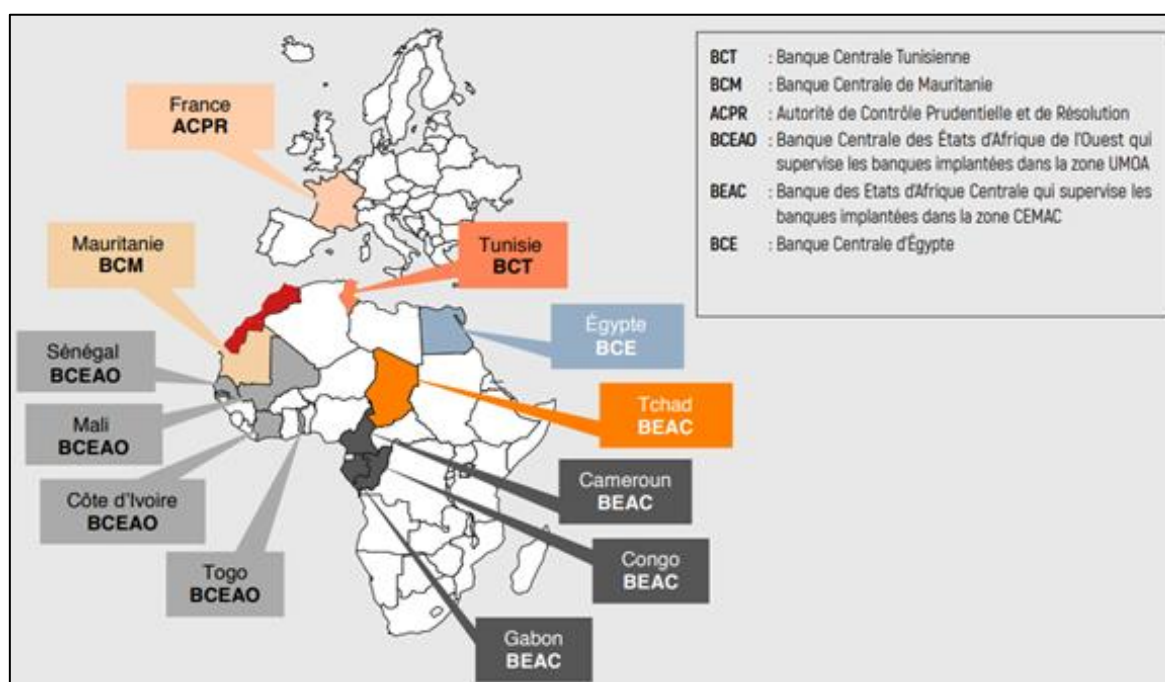 France
ACPR
Mauritanie
BCM
Tunisie
BCT
Sénégal
BCEAO
Égypte
BCE
Mali
BCEAO
Tchad
BEAC
Côte d'Ivoire
BCEAO
Cameroun
BEAC
Togo
BCEAO
Congo
BEAC
Gabon
BEAC
BCT : Banque Centrale Tunisienne
BCM : Banque Centrale de Mauritanie
ACPR : Autorité de Contrôle Prudentielle et de Résolution
BCEAO : Banque Centrale des États d'Afrique de l'Ouest qui
supervise les banques implantées dans la zone UMOA
BEAC : Banque des Etats d'Afrique Centrale qui supervise les
banques implantées dans la zone CEMAC
BCE : Banque Centrale d'Égypte